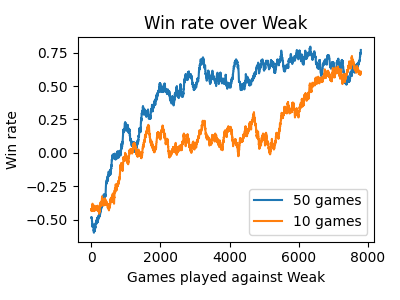 Win rate over Weak
Win rate
0.75
0.50
0.25
0.00
−0.25
−0.50
50 games
10 games
0
2000
4000
6000
8000
Games played against Weak